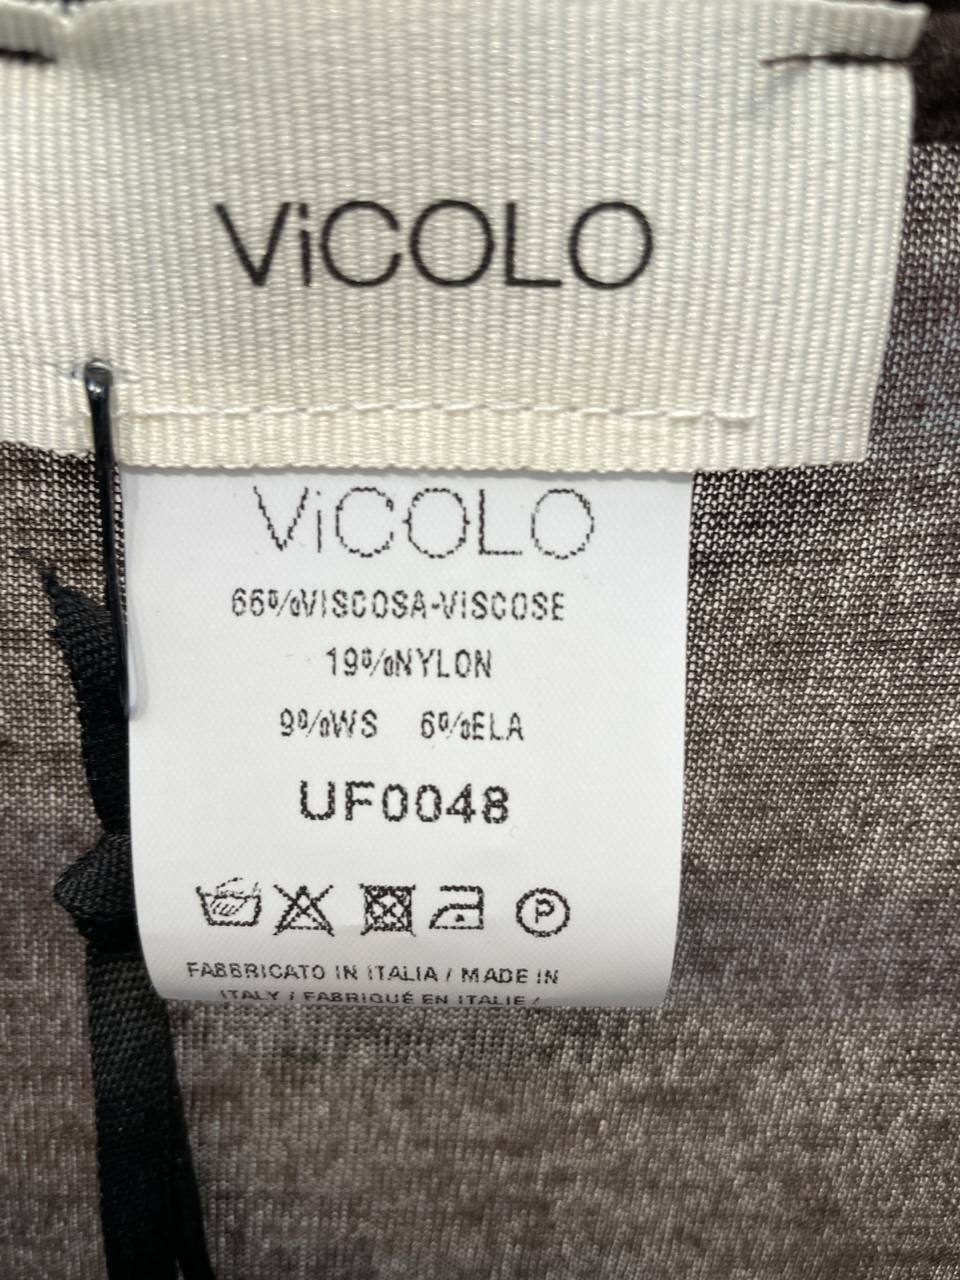 ViCOLO
ViCOLO
66%VISCOSA-VISCOSE
19%NYLON
9%WS 6%ELA
UF0048
P
FABBRICATO IN ITALIA / MADE IN
ITALY / FABRIQUÉ EN ITALIE /